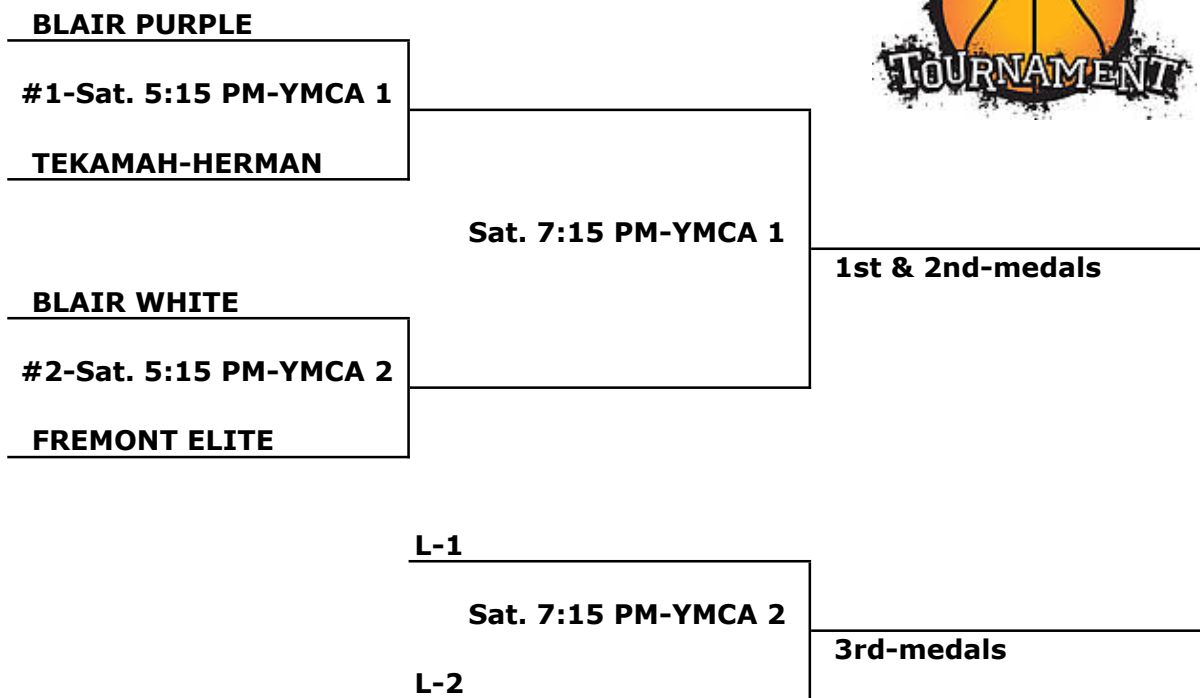 TOURNAMENT
BLAIR PURPLE
#1-Sat. 5:15 PM-YMCA 1
TEKAMAH-HERMAN
Sat. 7:15 PM-YMCA 1
1st & 2nd-medals
BLAIR WHITE
#2-Sat. 5:15 PM-YMCA 2
FREMONT ELITE
L-1
Sat. 7:15 PM-YMCA 2
3rd-medals
L-2